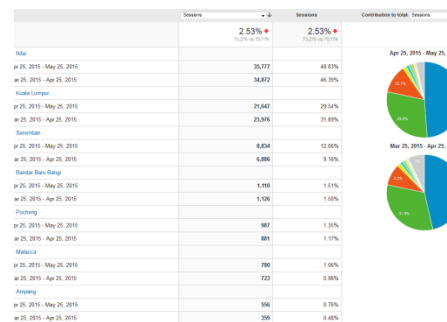 Sessions Sessions Contribution to total: Sessions
2.53% 2.53%
Nilai Apr 25, 2015 - May 25,
pr 25, 2015 - May 25, 2015 35,777 48.83%
ar 25, 2015 - Apr 25, 2015 34,872 46.39%
Kuala Lumpur
pr 25, 2015 - May 25, 2015 21,647 29.54%
ar 25, 2015 - Apr 25, 2015 23,976 31.89%
Seremban
pr 25, 2015 - May 25, 2015 8,834 12.06%
Mar 25, 2015 - Apr 25,
ar 25, 2015 - Apr 25, 2015 6,886 9.16%
Bandar Baru Bangi
pr 25, 2015 - May 25, 2015 1,110 1.51%
ar 25, 2015 - Apr 25, 2015 1,126 1.50%
Puchong
pr 25, 2015 - May 25, 2015 987 1.35%
ar 25, 2015 - Apr 25, 2015 881 1.17%
Malacca
pr 25, 2015 - May 25, 2015 780 1.06%
ar 25, 2015 - Apr 25, 2015 723 0.96%
Ampang
pr 25, 2015 - May 25, 2015 556 0.76%
ar 25, 2015 - Apr 25, 2015 359 0.48%